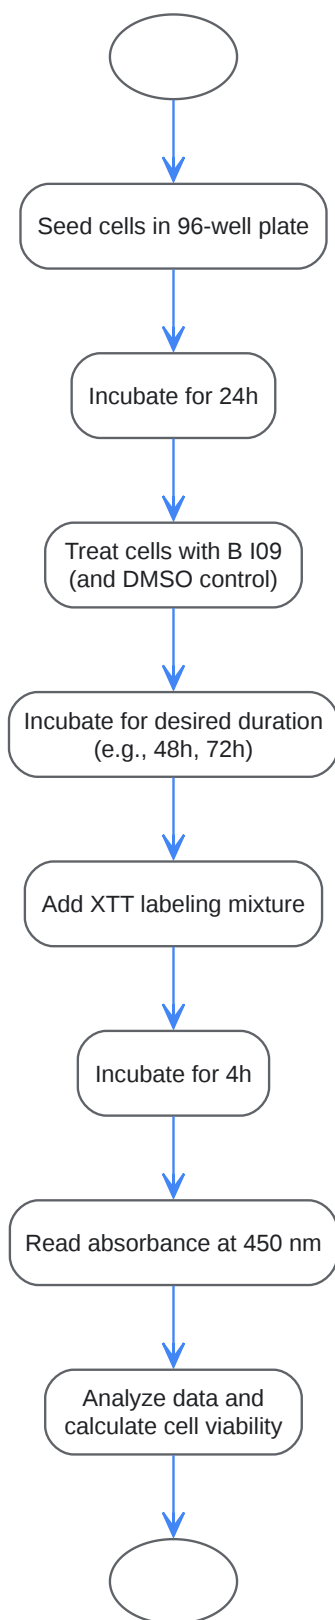 Seed cells in 96-well plate
Incubate for 24h
Treat cells with B I09
(and DMSO control)
Incubate for desired duration
(e.g., 48h, 72h)
Add XTT labeling mixture
Incubate for 4h
Read absorbance at 450 nm
Analyze data and
calculate cell viability